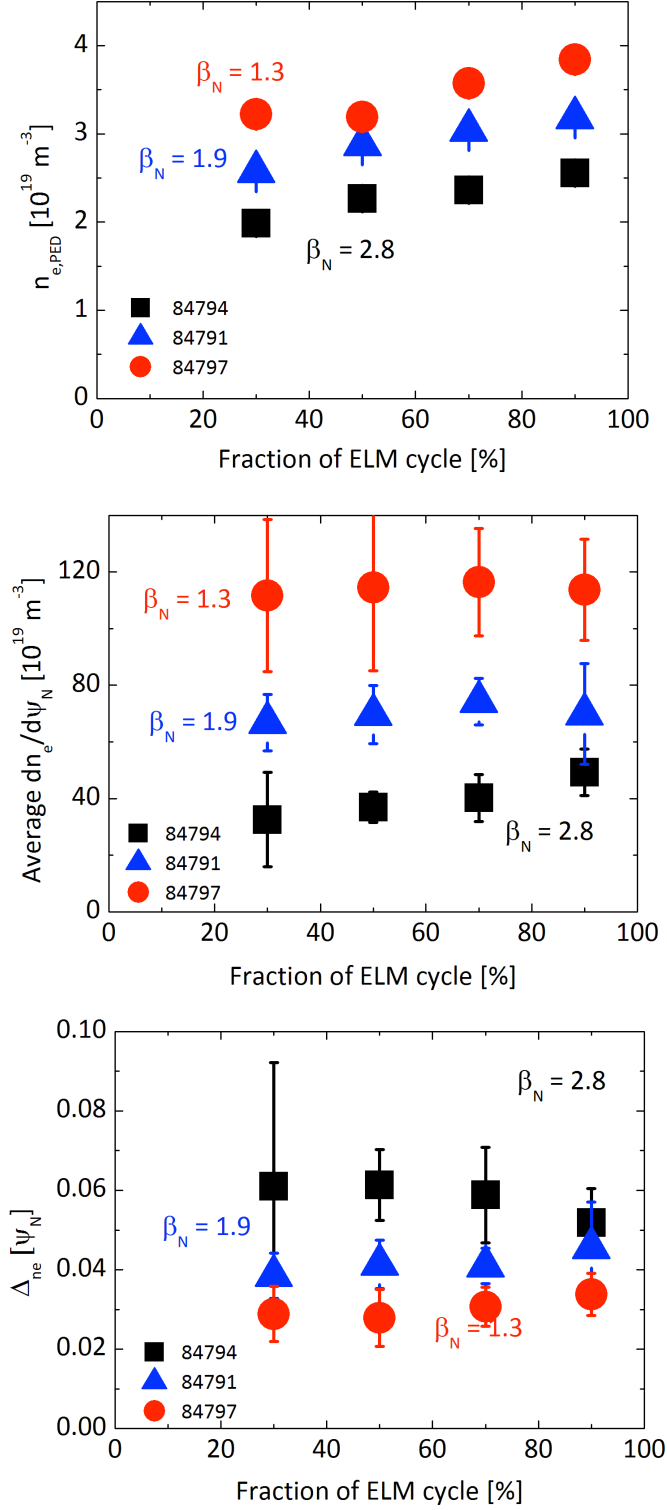 4
3
2
1
0
n_e,PED [10^19 m^-3]
β_N = 1.3
β_N = 1.9
β_N = 2.8
84794
84791
84797
0 20 40 60 80 100
Fraction of ELM cycle [%]
120
80
40
0
Average dn_e/dψ_N [10^19 m^-3]
β_N = 1.3
β_N = 1.9
β_N = 2.8
84794
84791
84797
0 20 40 60 80 100
Fraction of ELM cycle [%]
0.10
0.08
0.06
0.04
0.02
0.00
Δ_ne [ψ_N]
β_N = 2.8
β_N = 1.9
β_N = 1.3
84794
84791
84797
0 20 40 60 80 100
Fraction of ELM cycle [%]